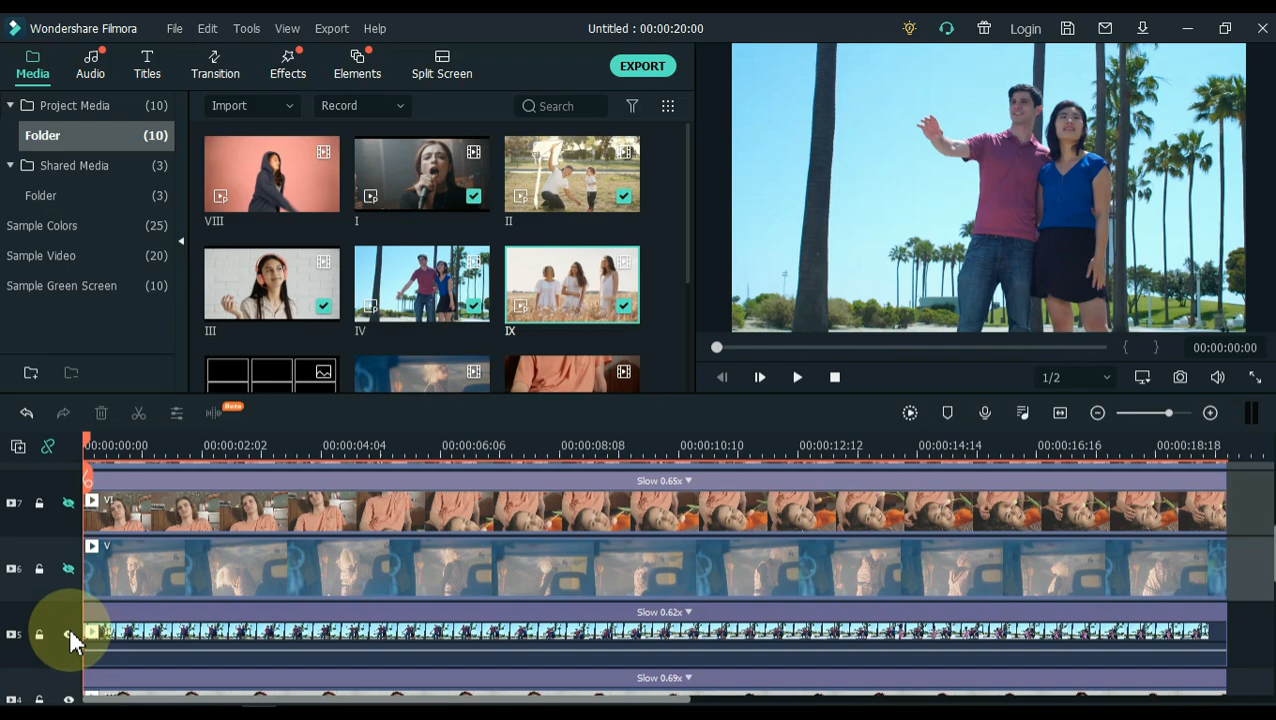 Wondershare Filmora File Edit Tools View Export Help Untitled : 00:00:20:00 Login
Media Audio Titles Transition Effects Elements Split Screen EXPORT
Project Media (10) Import Record Search
Folder (10)
Shared Media (3)
Folder (3)
Sample Colors (25)
Sample Video (20)
Sample Green Screen (10)
VIII I II
III IV IX
00:00:00:00
1/2
Beta
00:00:00:00 00:00:02:02 00:00:04:04 00:00:06:06 00:00:08:08 00:00:10:10 00:00:12:12 00:00:14:14 00:00:16:16 00:00:18:18
Slow 0.65x
7 VI
6 V
Slow 0.62x
5
Slow 0.69x
4